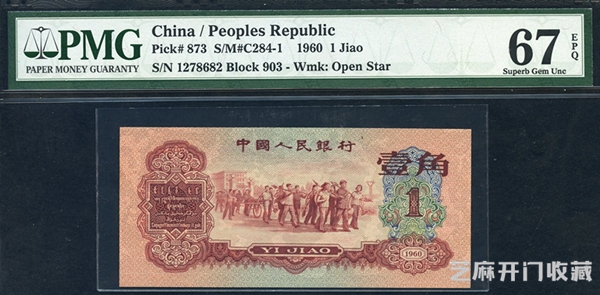 PMG
PAPER MONEY GUARANTY
China / Peoples Republic
Pick# 873 S/M#C284-1 1960 1 Jiao
S/N 1278682 Block 903 - Wmk: Open Star
67 EPQ
Superb Gem Unc
中國人民銀行
壹角
1
YI JIAO
1960
芝麻开门收藏